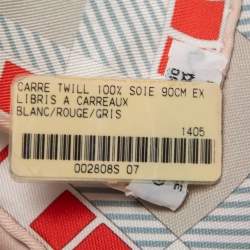 CARRE TWILL 100% SOIE 90CM EX
LIBRIS A CARREAUX
BLANC/ROUGE/GRIS
1405
002808S 07